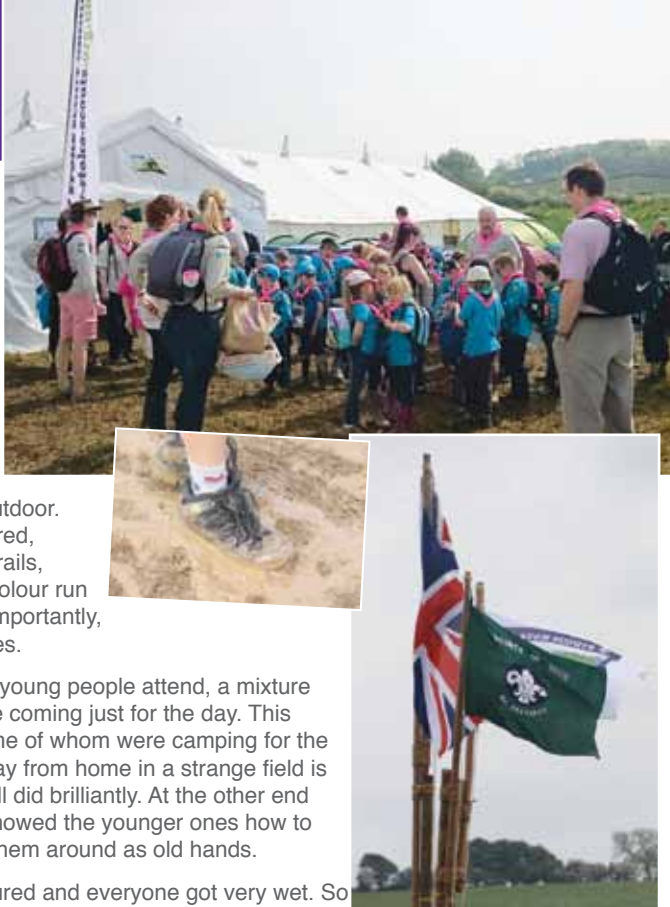 utdoor.
red,
rails,
olour run
mportantly,
es.
young people attend, a mixture
e coming just for the day. This
me of whom were camping for the
ay from home in a strange field is
ll did brilliantly. At the other end
howed the younger ones how to
hem around as old hands.
ured and everyone got very wet. So